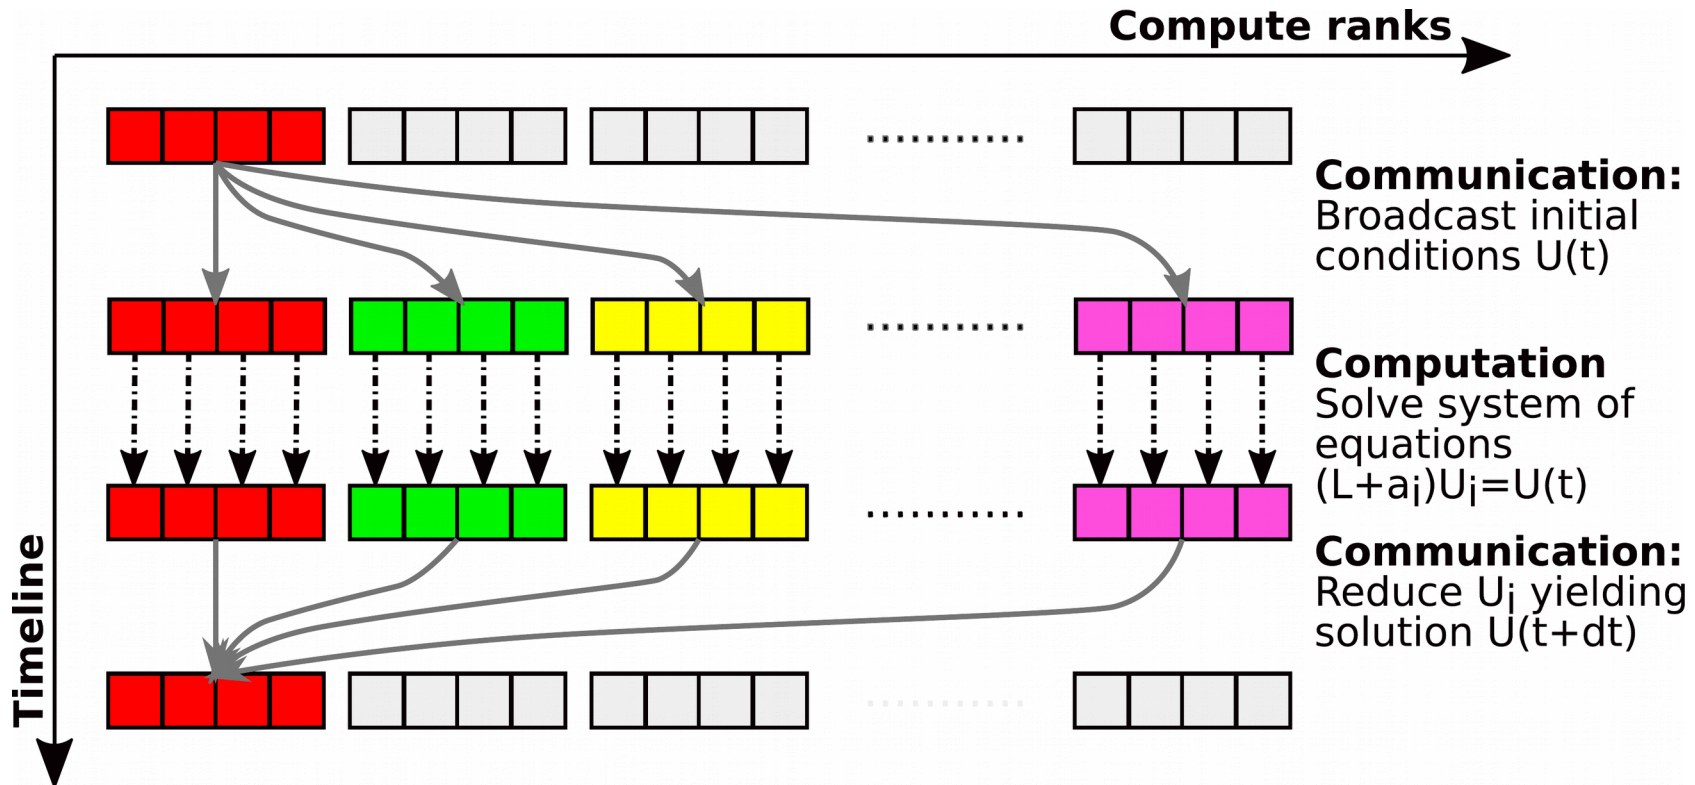 Compute ranks
Communication:
Broadcast initial
conditions U(t)
Computation
Solve system of
equations
(L+aᵢ)Uᵢ=U(t)
Communication:
Reduce Uᵢ yielding
solution U(t+dt)
Timeline